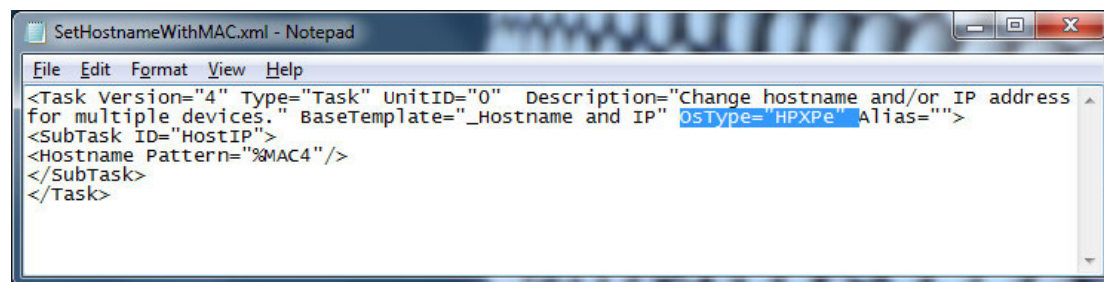 SetHostnameWithMAC.xml - Notepad
File Edit Format View Help
<Task Version="4" Type="Task" UnitID="0"  Description="Change hostname and/or IP address
for multiple devices." BaseTemplate="_Hostname and IP" OsType="HPXPe" Alias="">
<SubTask ID="HostIP">
<Hostname Pattern="%MAC4"/>
</SubTask>
</Task>